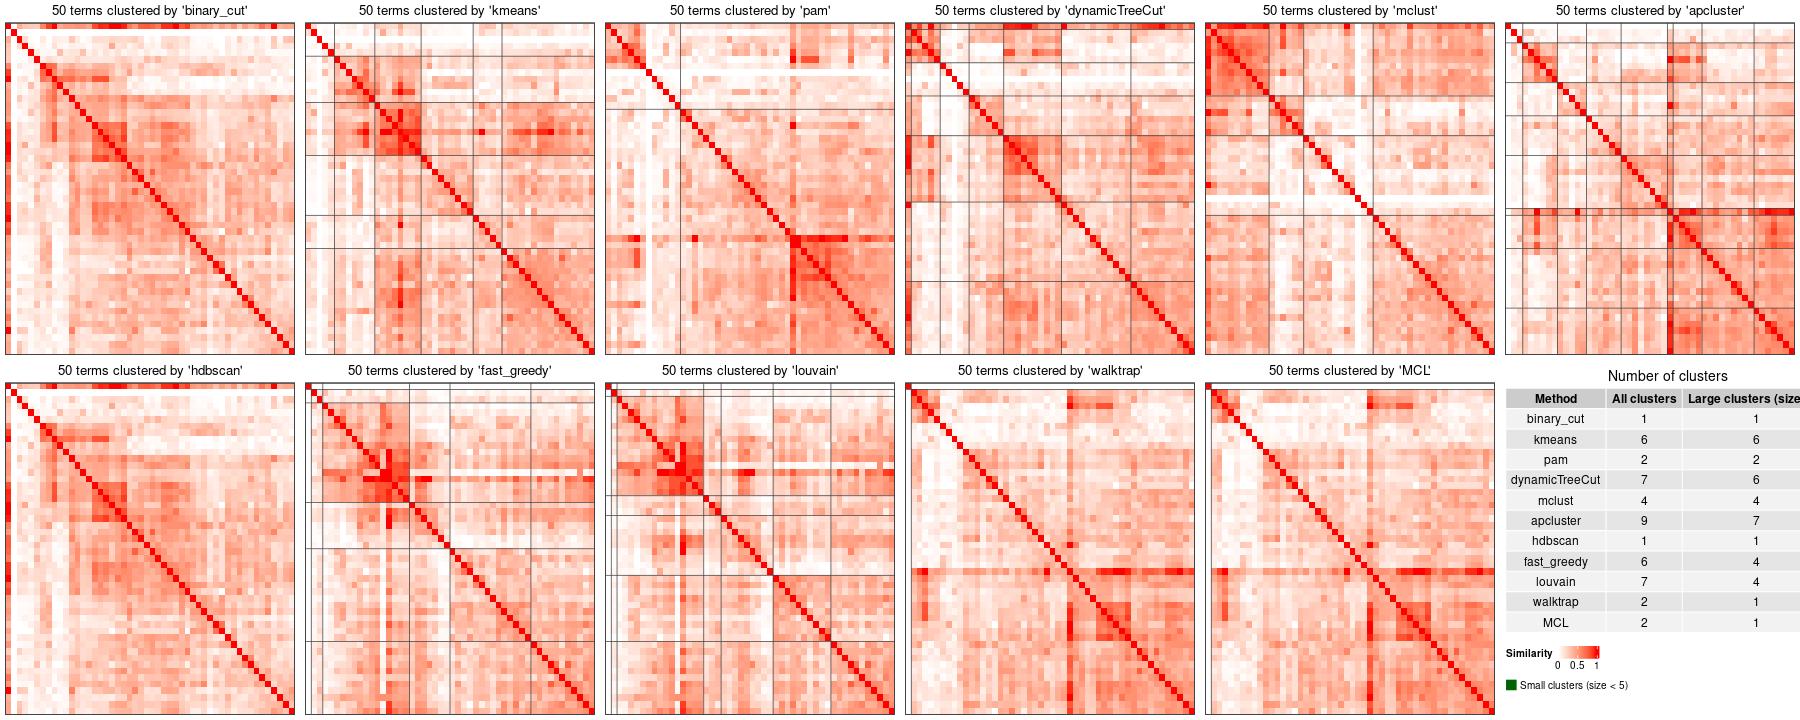 50 terms clustered by 'binary_cut'
50 terms clustered by 'kmeans'
50 terms clustered by 'pam'
50 terms clustered by 'dynamicTreeCut'
50 terms clustered by 'mclust'
50 terms clustered by 'apcluster'
50 terms clustered by 'hdbscan'
50 terms clustered by 'fast_greedy'
50 terms clustered by 'louvain'
50 terms clustered by 'walktrap'
50 terms clustered by 'MCL'
Number of clusters
Method All clusters Large clusters (size
binary_cut 1 1
kmeans 6 6
pam 2 2
dynamicTreeCut 7 6
mclust 4 4
apcluster 9 7
hdbscan 1 1
fast_greedy 6 4
louvain 7 4
walktrap 2 1
MCL 2 1
Similarity
0 0.5 1
Small clusters (size < 5)